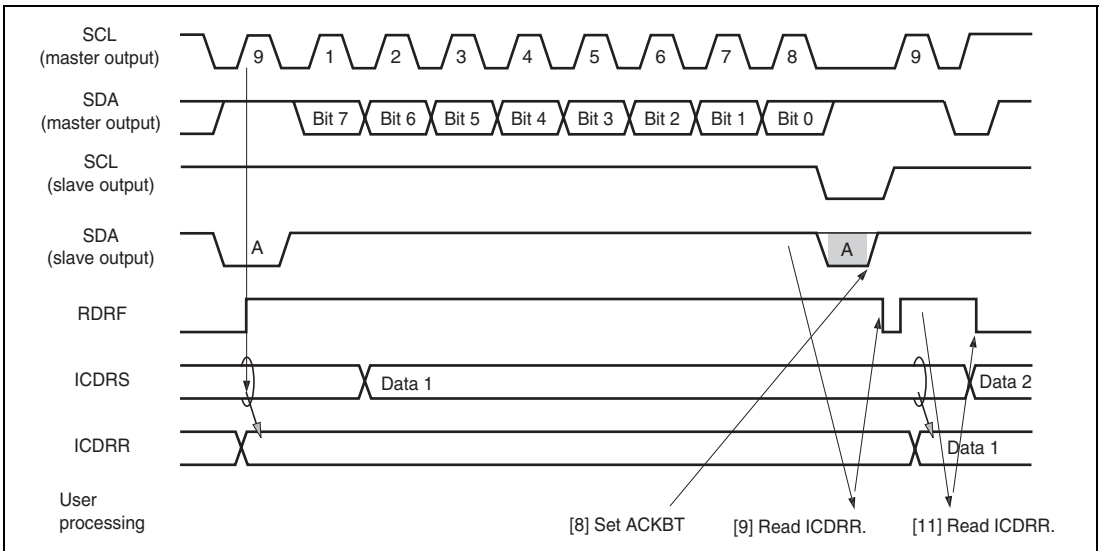 SCL
(master output)
9 1 2 3 4 5 6 7 8 9
SDA
(master output)
Bit 7 Bit 6 Bit 5 Bit 4 Bit 3 Bit 2 Bit 1 Bit 0
SCL
(slave output)
SDA
(slave output)
A A
RDRF
ICDRS
Data 1 Data 2
ICDRR
Data 1
User
processing
[8] Set ACKBT [9] Read ICDRR. [11] Read ICDRR.